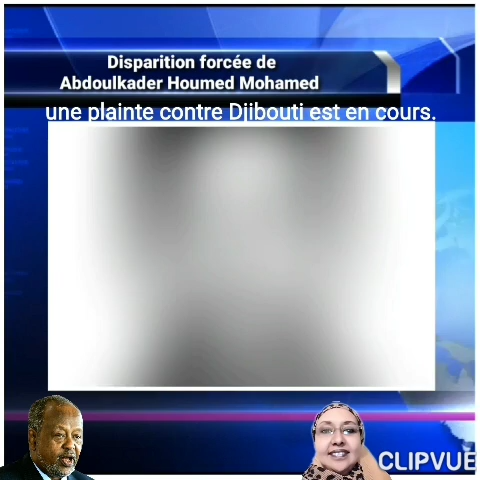 Disparition forcée de
Abdoulkader Houmed Mohamed
une plainte contre Djibouti est en cours.
CLIPVUE